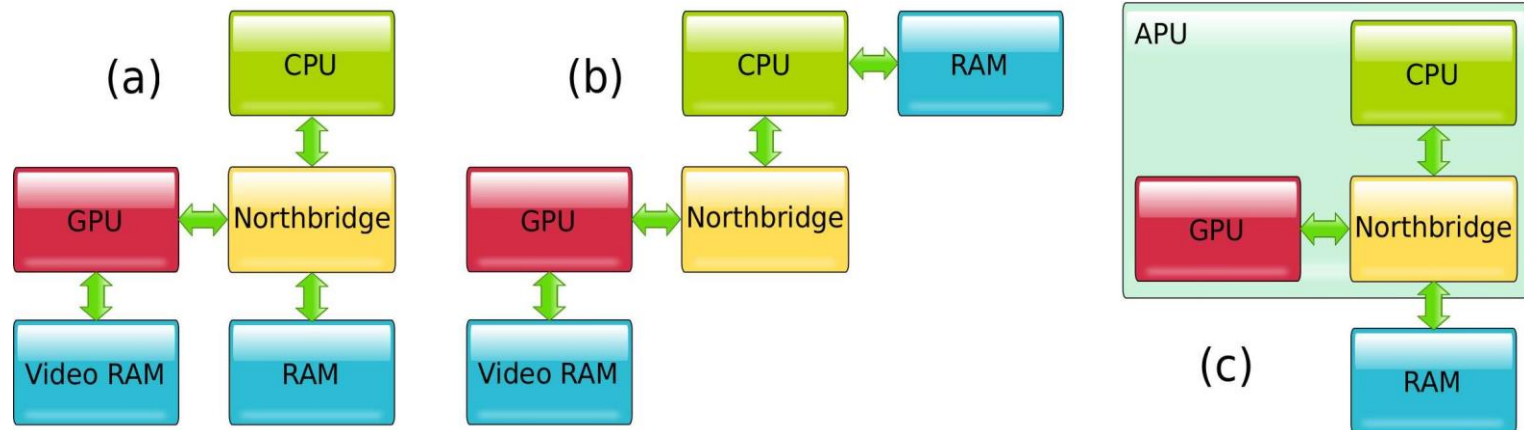 (a)
CPU
GPU
Northbridge
Video RAM
RAM
(b)
CPU
RAM
GPU
Northbridge
Video RAM
APU
CPU
GPU
Northbridge
(c)
RAM